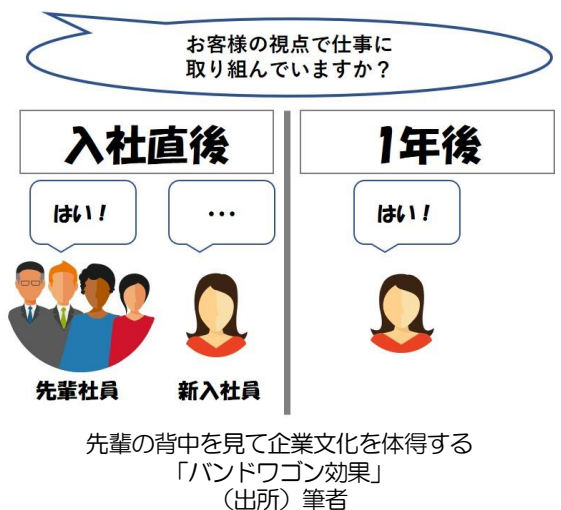 お客様の視点で仕事に
取り組んでいますか？
入社直後
1年後
はい！
…
はい！
先輩社員
新入社員
先輩の背中を見て企業文化を体得する
「バンドワゴン効果」
（出所）筆者